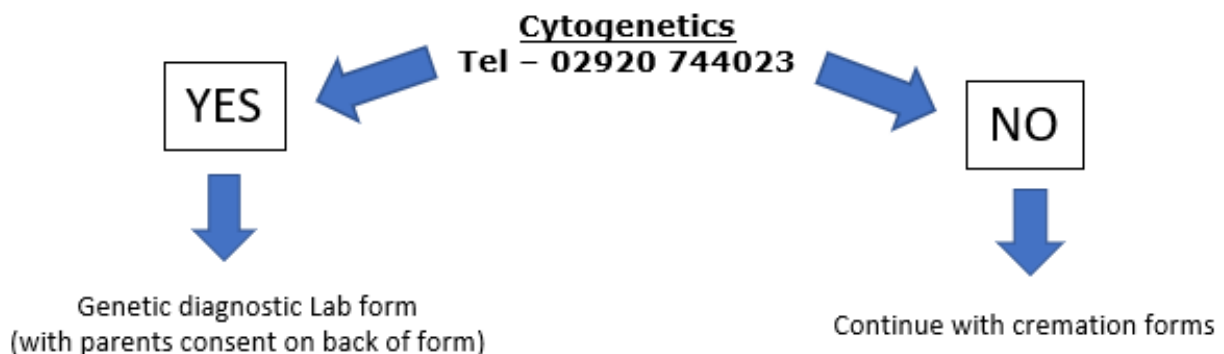 Cytogenetics
Tel – 02920 744023
YES
NO
Genetic diagnostic Lab form
(with parents consent on back of form)
Continue with cremation forms